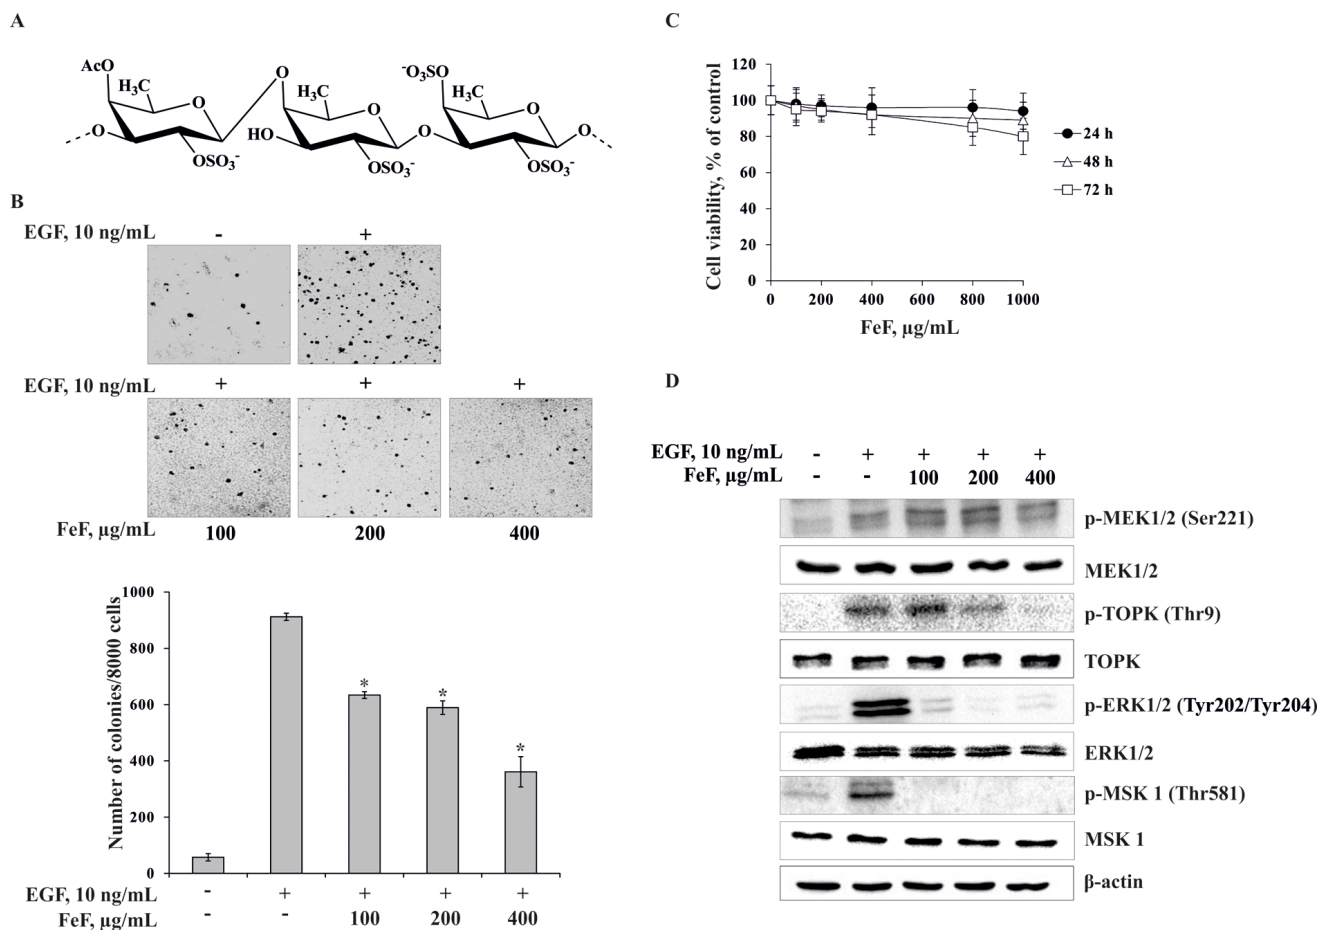 A
AcO
H₃C
O
O
H₃C
O
⁻O₃SO
H₃C
O
O
HO
O
O
OSO₃⁻
OSO₃⁻
OSO₃⁻
B
EGF, 10 ng/mL - +
EGF, 10 ng/mL + + +
FeF, µg/mL 100 200 400
Number of colonies/8000 cells
1000
800
600
400
200
0
* * *
EGF, 10 ng/mL - + + + +
FeF, µg/mL - - 100 200 400
C
Cell viability, % of control
120
100
80
60
40
20
0
0 200 400 600 800 1000
FeF, µg/mL
24 h
48 h
72 h
D
EGF, 10 ng/mL - + + + +
FeF, µg/mL - - 100 200 400
p-MEK1/2 (Ser221)
MEK1/2
p-TOPK (Thr9)
TOPK
p-ERK1/2 (Tyr202/Tyr204)
ERK1/2
p-MSK 1 (Thr581)
MSK 1
β-actin